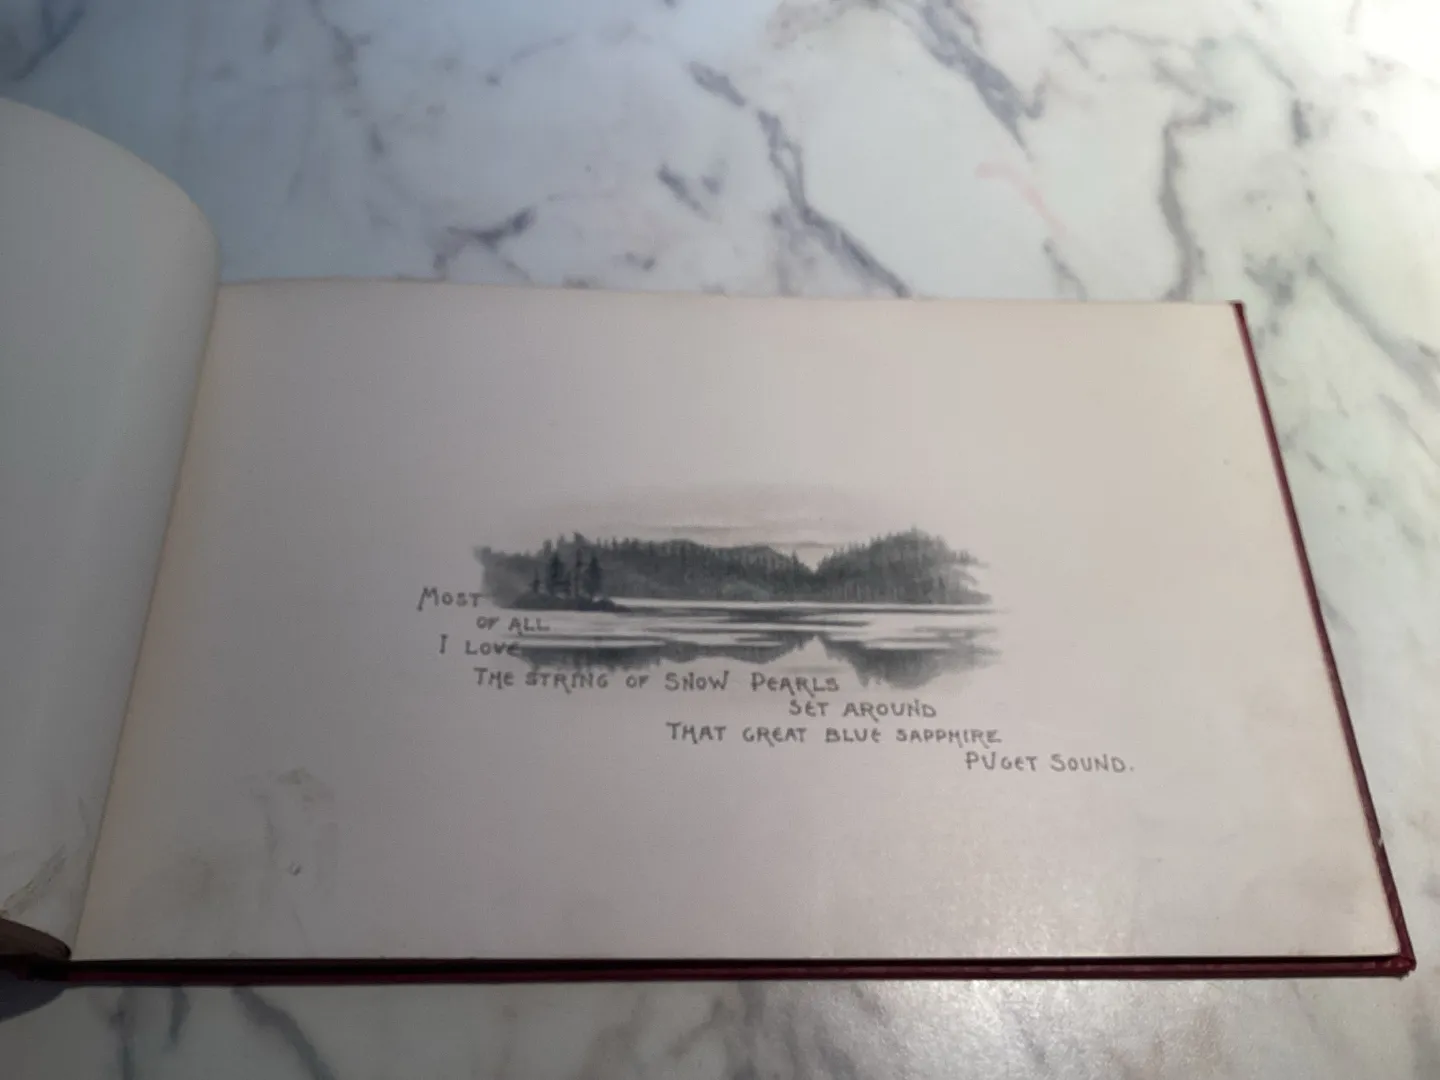 Most
of all
I love
the string of Snow Pearls
set around
that great blue sapphire
Puget Sound.